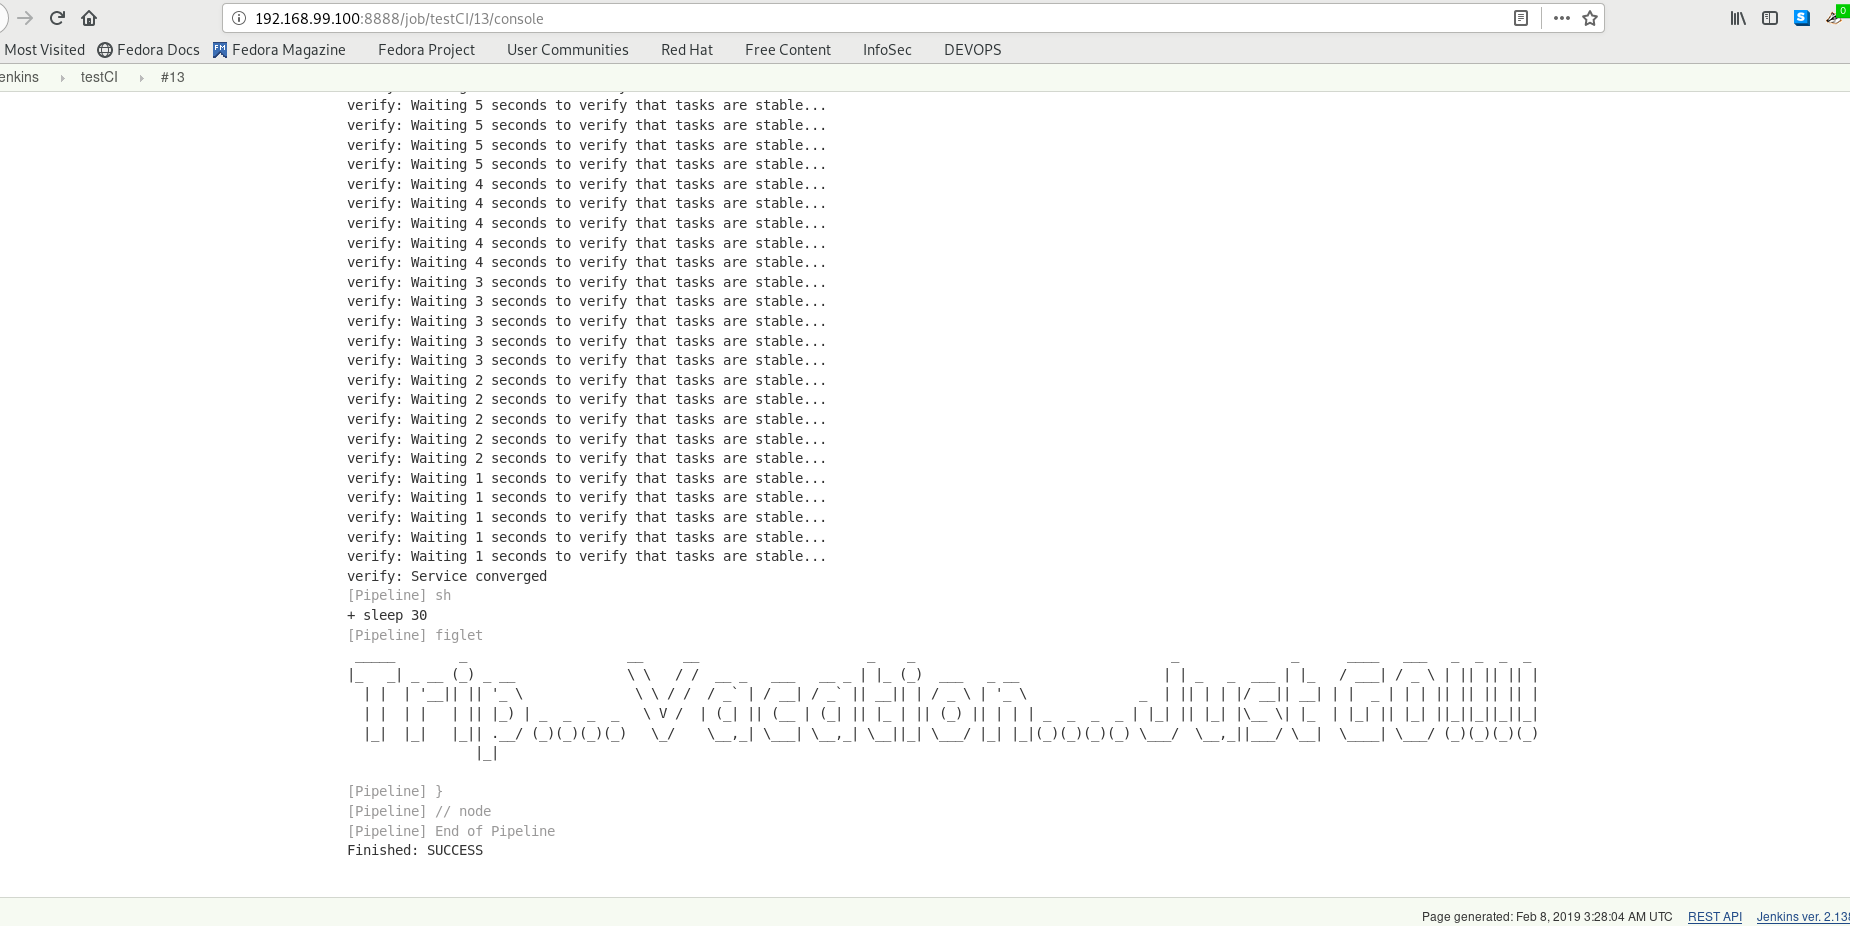 192.168.99.100:8888/job/testCI/13/console
0
Most Visited Fedora Docs Fedora Magazine Fedora Project User Communities Red Hat Free Content InfoSec DEVOPS
enkins testCI #13
verify: Waiting 5 seconds to verify that tasks are stable...
verify: Waiting 5 seconds to verify that tasks are stable...
verify: Waiting 5 seconds to verify that tasks are stable...
verify: Waiting 5 seconds to verify that tasks are stable...
verify: Waiting 4 seconds to verify that tasks are stable...
verify: Waiting 4 seconds to verify that tasks are stable...
verify: Waiting 4 seconds to verify that tasks are stable...
verify: Waiting 4 seconds to verify that tasks are stable...
verify: Waiting 4 seconds to verify that tasks are stable...
verify: Waiting 3 seconds to verify that tasks are stable...
verify: Waiting 3 seconds to verify that tasks are stable...
verify: Waiting 3 seconds to verify that tasks are stable...
verify: Waiting 3 seconds to verify that tasks are stable...
verify: Waiting 3 seconds to verify that tasks are stable...
verify: Waiting 2 seconds to verify that tasks are stable...
verify: Waiting 2 seconds to verify that tasks are stable...
verify: Waiting 2 seconds to verify that tasks are stable...
verify: Waiting 2 seconds to verify that tasks are stable...
verify: Waiting 2 seconds to verify that tasks are stable...
verify: Waiting 1 seconds to verify that tasks are stable...
verify: Waiting 1 seconds to verify that tasks are stable...
verify: Waiting 1 seconds to verify that tasks are stable...
verify: Waiting 1 seconds to verify that tasks are stable...
verify: Waiting 1 seconds to verify that tasks are stable...
verify: Service converged
[Pipeline] sh
+ sleep 30
[Pipeline] figlet
Trip.... Vacation.... Just GO!!!!
[Pipeline] }
[Pipeline] // node
[Pipeline] End of Pipeline
Finished: SUCCESS
Page generated: Feb 8, 2019 3:28:04 AM UTC REST API Jenkins ver. 2.13